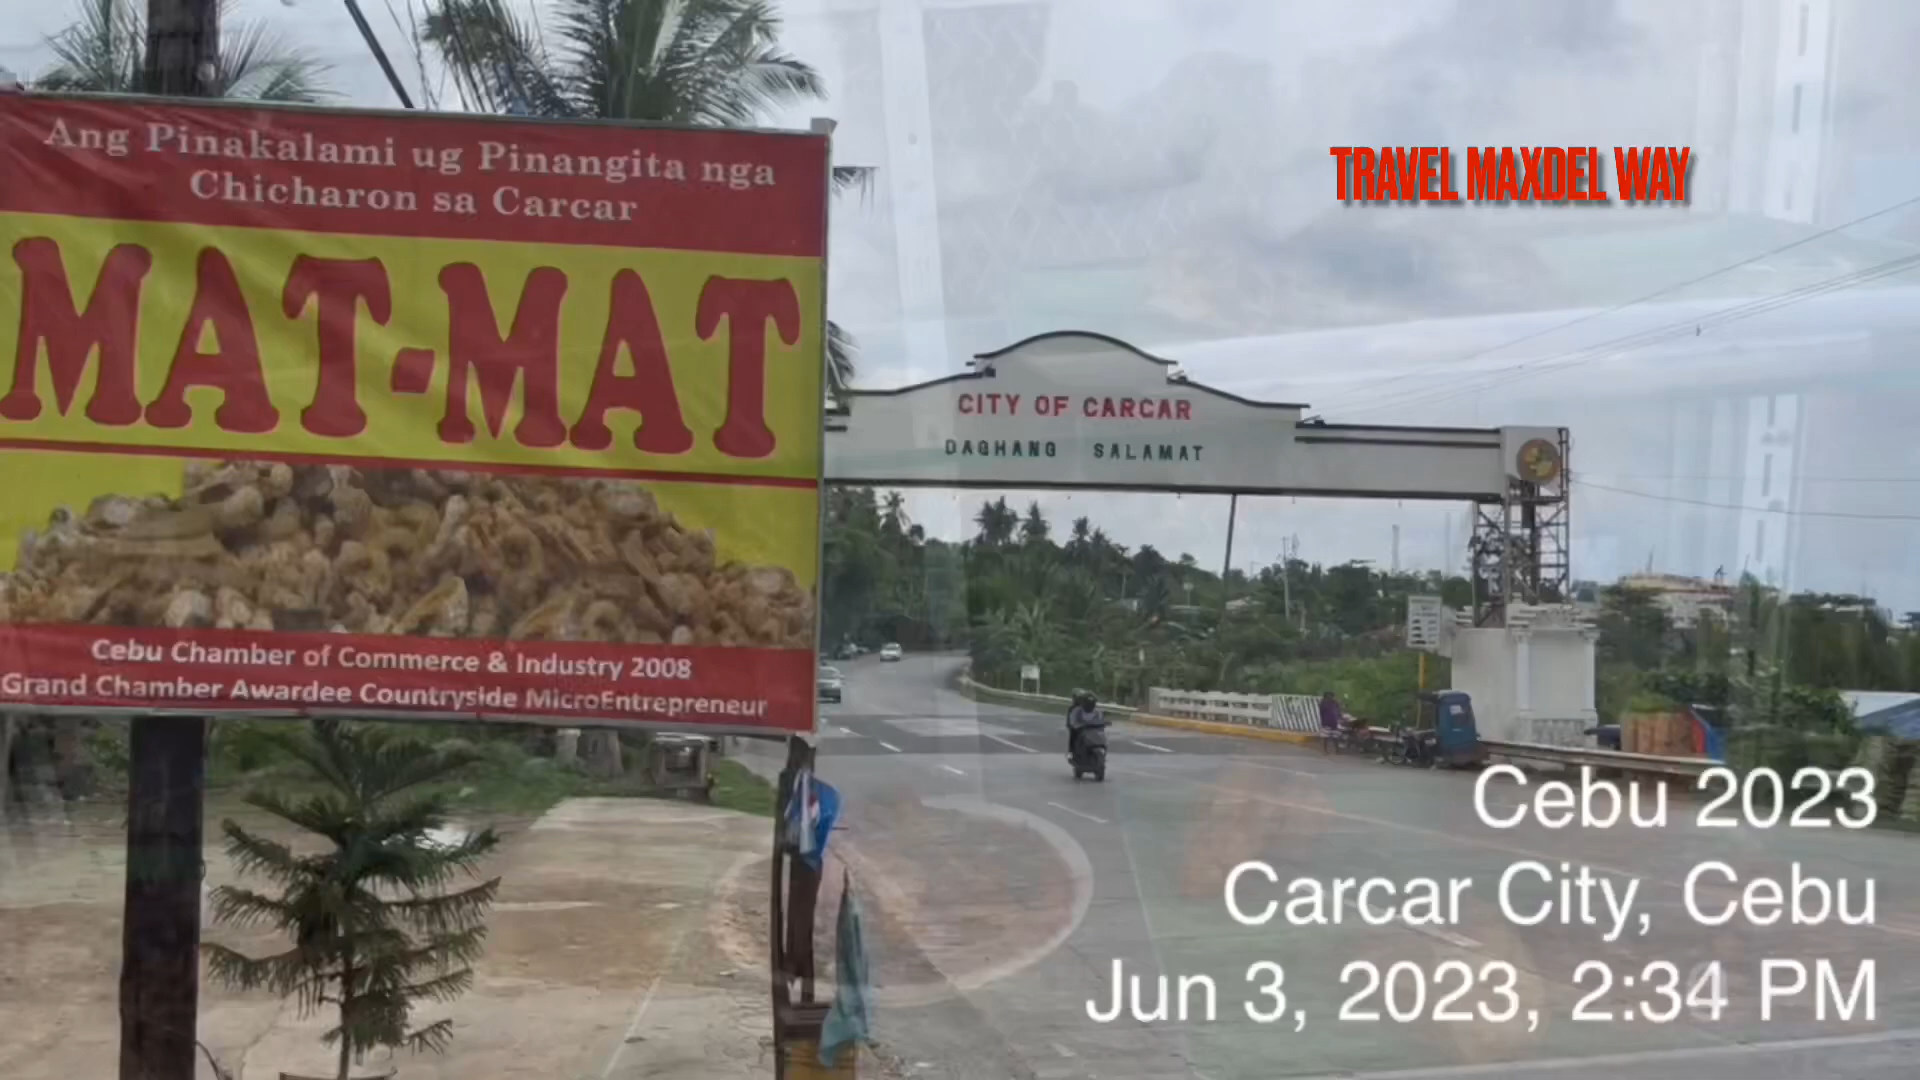 Ang Pinakalami ug Pinangita nga
Chicharon sa Carcar
MAT-MAT
Cebu Chamber of Commerce & Industry 2008
Grand Chamber Awardee Countryside MicroEntrepreneur
TRAVEL MAXDEL WAY
CITY OF CARCAR
DAGHANG SALAMAT
Cebu 2023
Carcar City, Cebu
Jun 3, 2023, 2:34 PM